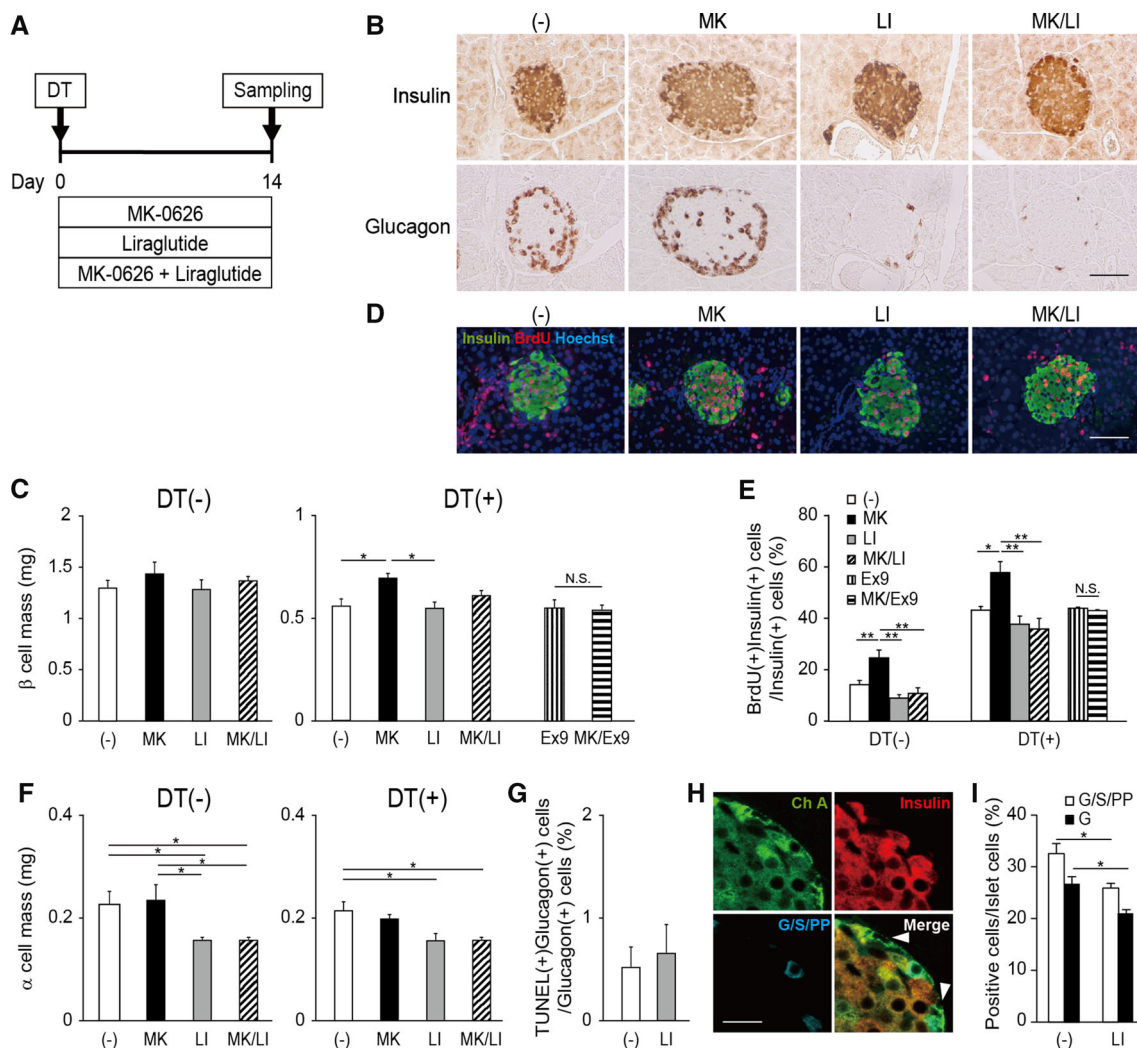 A
DT
Sampling
Day
0
14
MK-0626
Liraglutide
MK-0626 + Liraglutide
B
(-)
MK
LI
MK/LI
Insulin
Glucagon
D
(-)
MK
LI
MK/LI
Insulin BrdU Hoechst
C
DT(-)
β cell mass (mg)
2
1.5
1
0.5
0
(-)
MK
LI
MK/LI
DT(+)
1
0.5
0
*
*
N.S.
(-)
MK
LI
MK/LI
Ex9
MK/Ex9
E
(-)
MK
LI
MK/LI
Ex9
MK/Ex9
BrdU(+)Insulin(+) cells
/Insulin(+) cells (%)
80
60
40
20
0
**
**
**
**
*
**
N.S.
DT(-)
DT(+)
F
DT(-)
α cell mass (mg)
0.4
0.2
0
*
*
*
*
(-)
MK
LI
MK/LI
DT(+)
0.4
0.2
0
*
*
(-)
MK
LI
MK/LI
G
TUNEL(+)Glucagon(+) cells
/Glucagon(+) cells (%)
2
1
0
(-)
LI
H
Ch A
Insulin
G/S/PP
Merge
I
G/S/PP
G
Positive cells/Islet cells (%)
40
30
20
10
0
*
*
(-)
LI